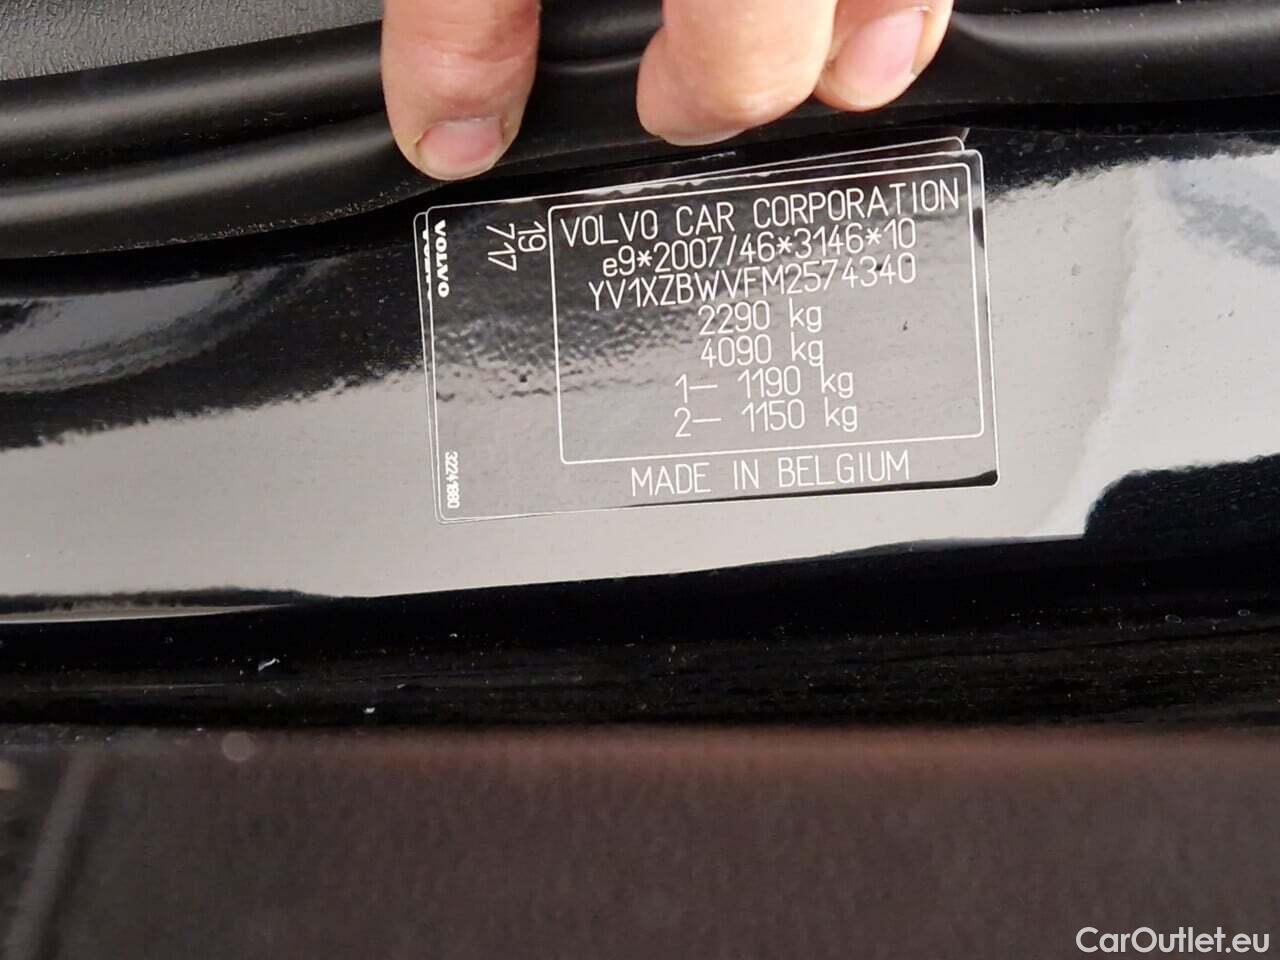 VOLVO CAR CORPORATION
e9*2007/46*3146*10
YV1XZBWVFM2574340
2290 kg
4090 kg
1– 1190 kg
2– 1150 kg
MADE IN BELGIUM
19
717
VOLVO
32241880
CarOutlet.eu